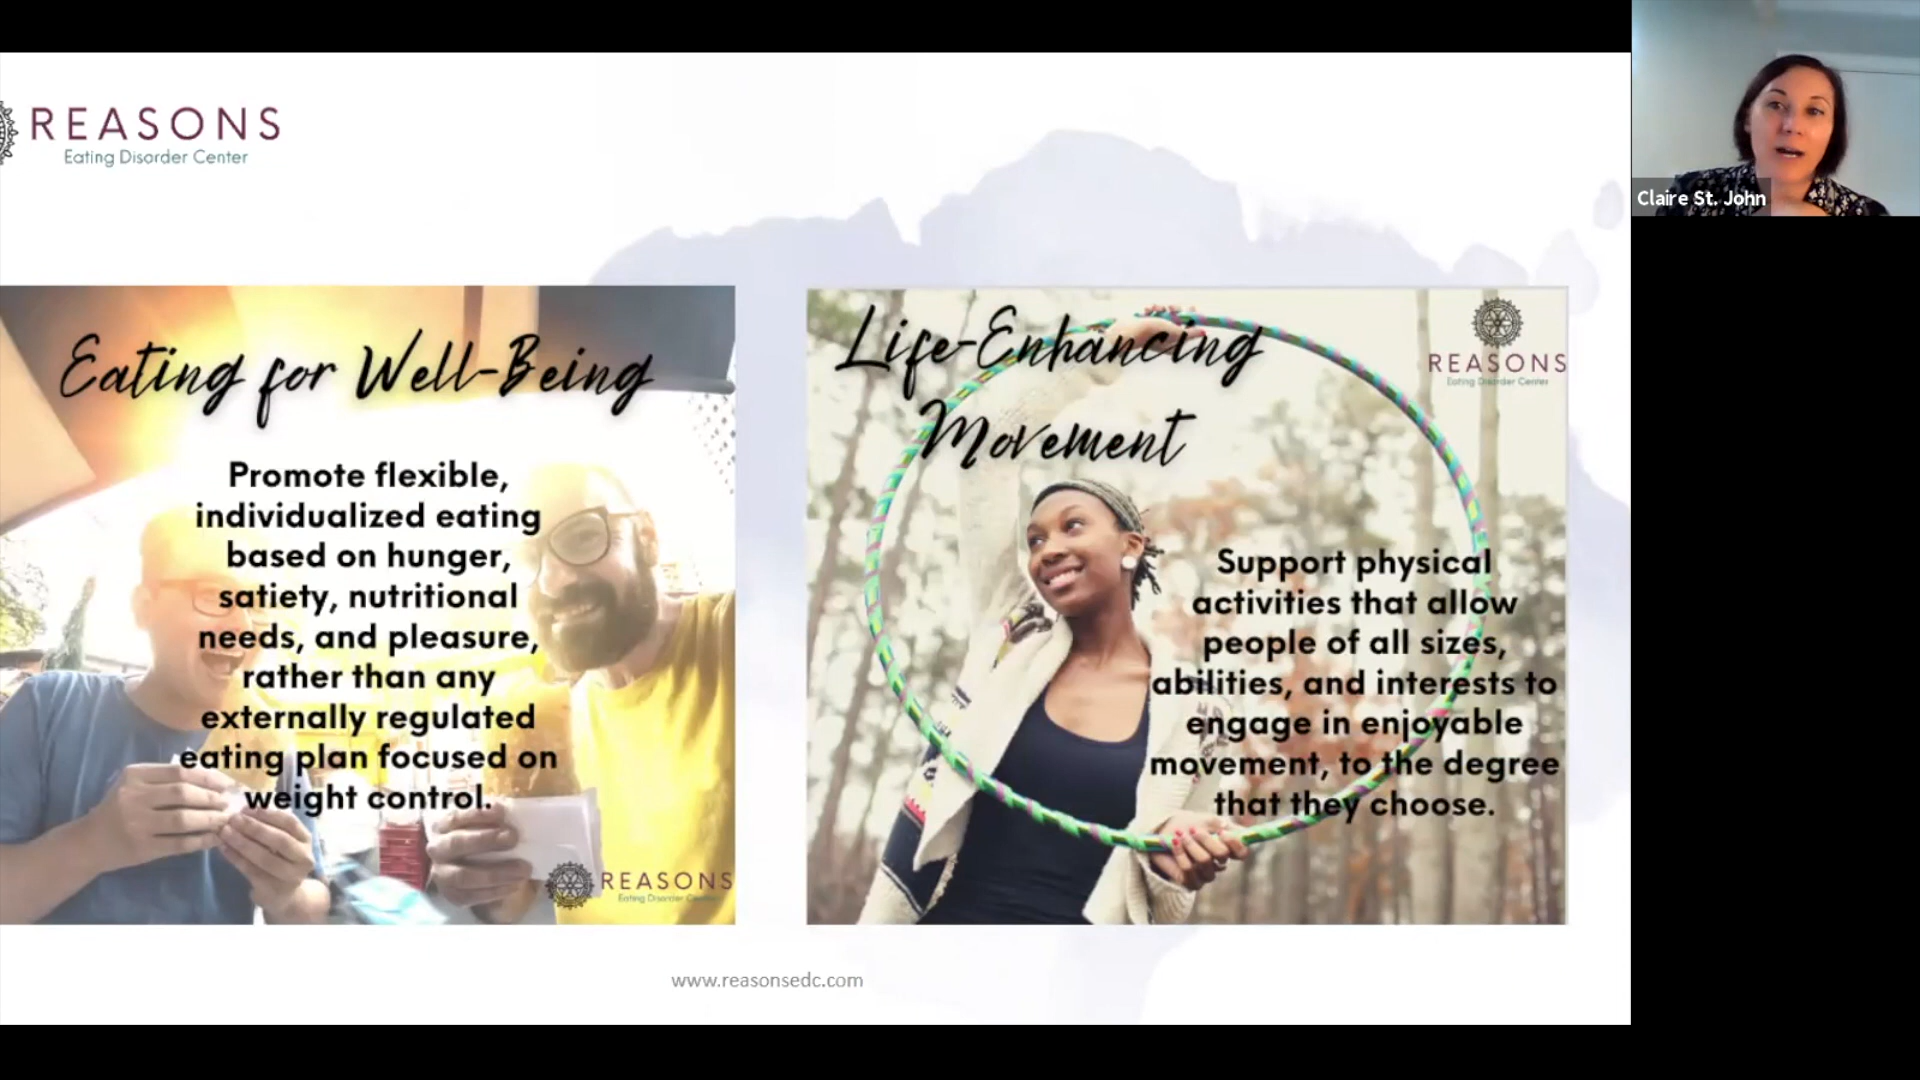 REASONS
Eating Disorder Center
Claire St. John
Eating for Well-Being
Promote flexible,
individualized eating
based on hunger,
satiety, nutritional
needs, and pleasure,
rather than any
externally regulated
eating plan focused on
weight control.
REASONS
Eating Disorder Center
Life-Enhancing
Movement
REASONS
Eating Disorder Center
Support physical
activities that allow
people of all sizes,
abilities, and interests to
engage in enjoyable
movement, to the degree
that they choose.
www.reasonsedc.com